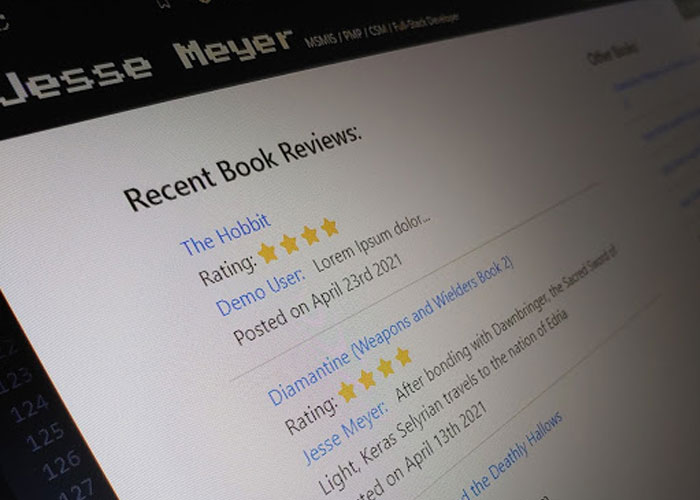 Jesse Meyer MSMIS / PMP / CSM / Full-Stack Developer
Other Books
Recent Book Reviews:
The Hobbit
Rating:
Demo User: Lorem Ipsum dolor...
Posted on April 23rd 2021
Diamantine (Weapons and Wielders Book 2)
Rating:
Jesse Meyer: After bonding with Dawnbringer, the Sacred Sword of
Light, Keras Selyrian travels to the nation of Edria
ted on April 13th 2021
d the Deathly Hallows
123
124
125
126
127